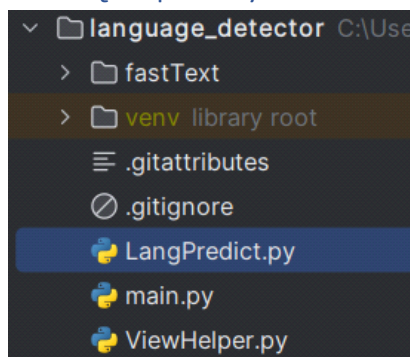 language_detector C:\Use
fastText
venv library root
.gitattributes
.gitignore
LangPredict.py
main.py
ViewHelper.py